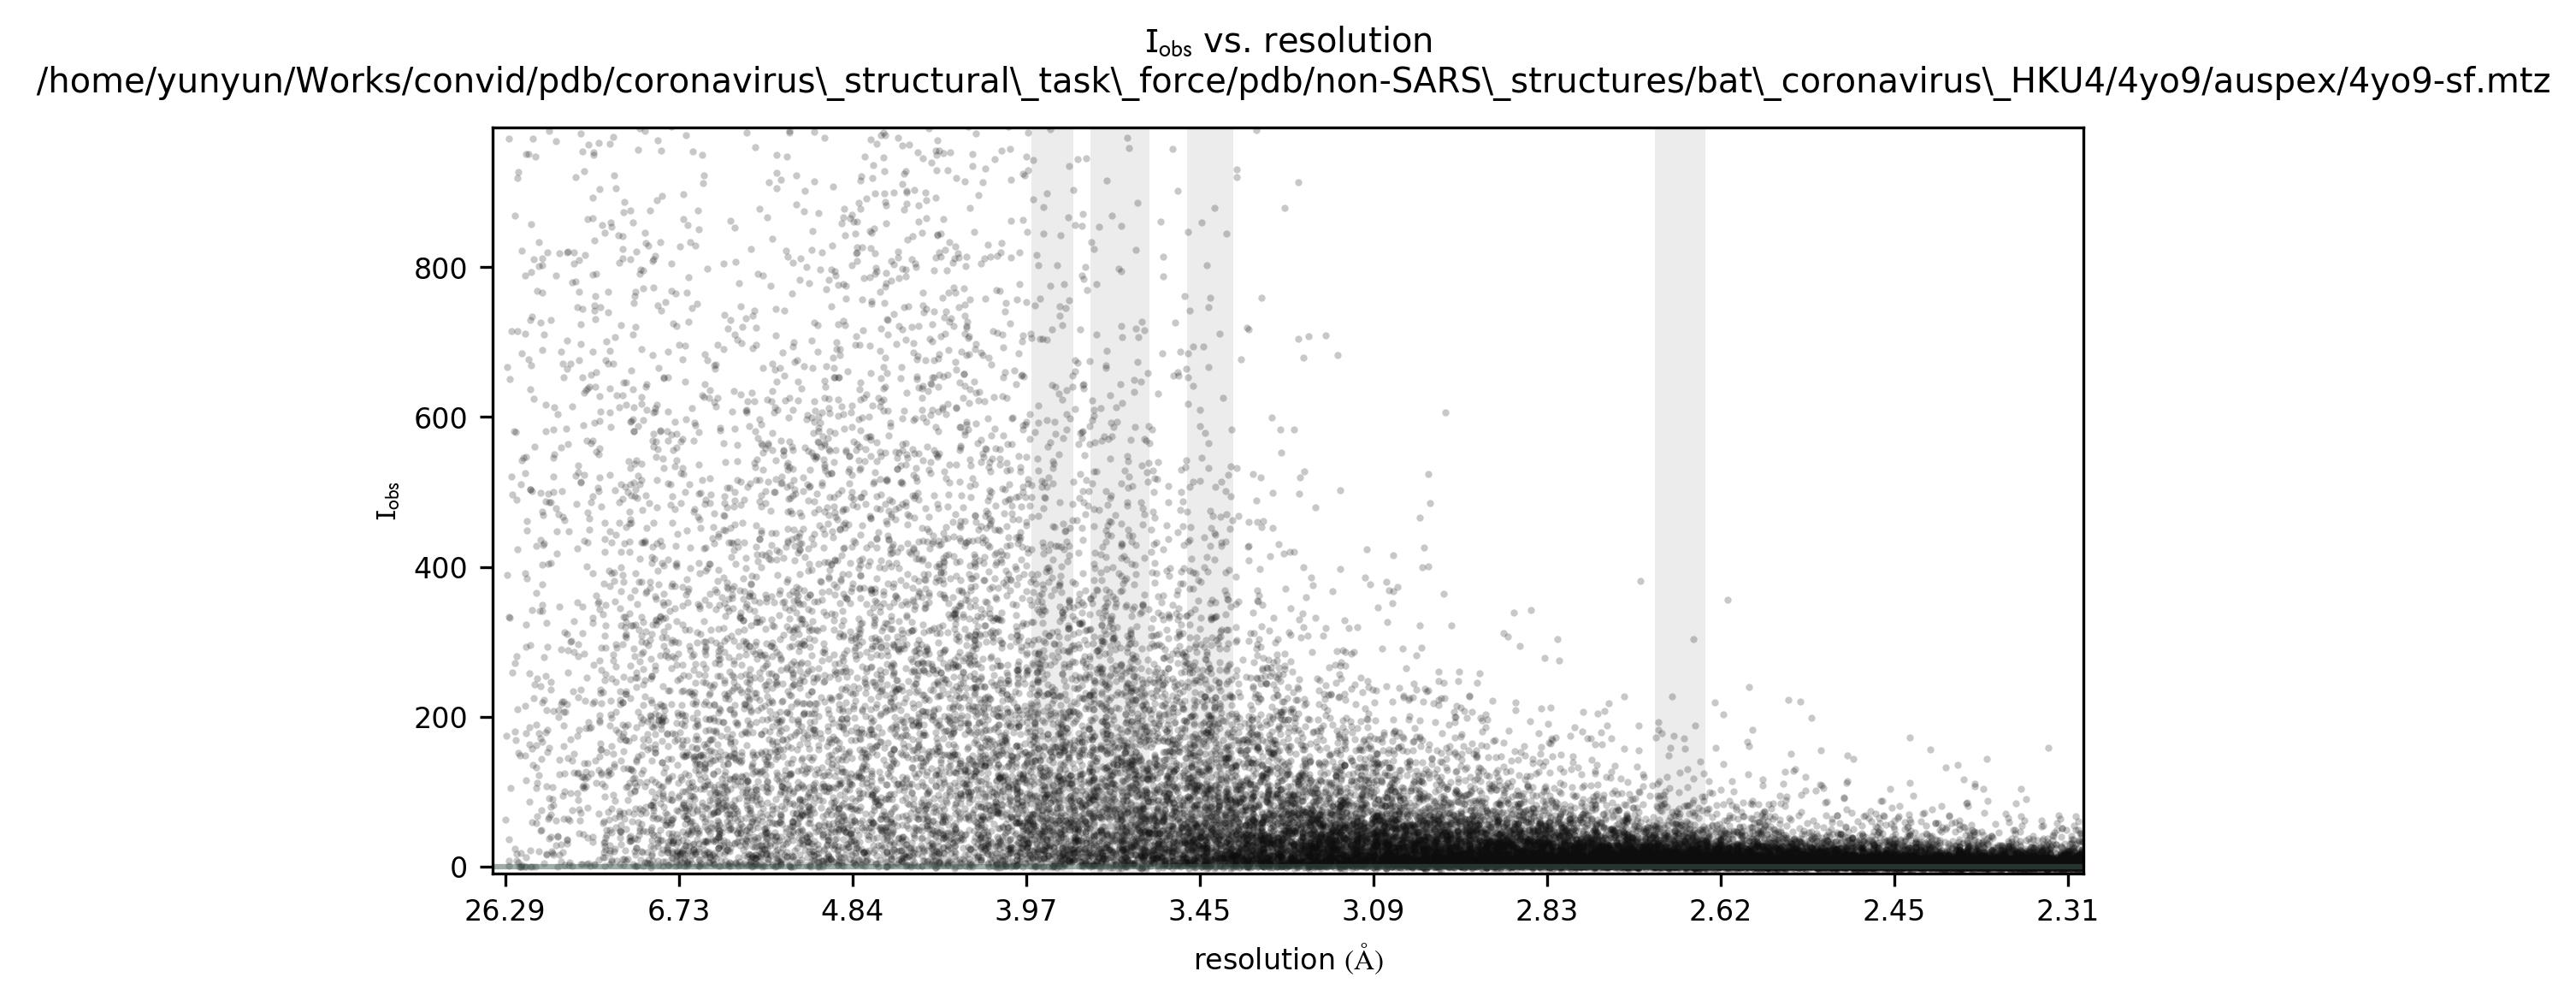 I_obs vs. resolution
/home/yunyun/Works/convid/pdb/coronavirus\_structural\_task\_force/pdb/non-SARS\_structures/bat\_coronavirus\_HKU4/4yo9/auspex/4yo9-sf.mtz
I_obs
800
600
400
200
0
26.29 6.73 4.84 3.97 3.45 3.09 2.83 2.62 2.45 2.31
resolution (Å)